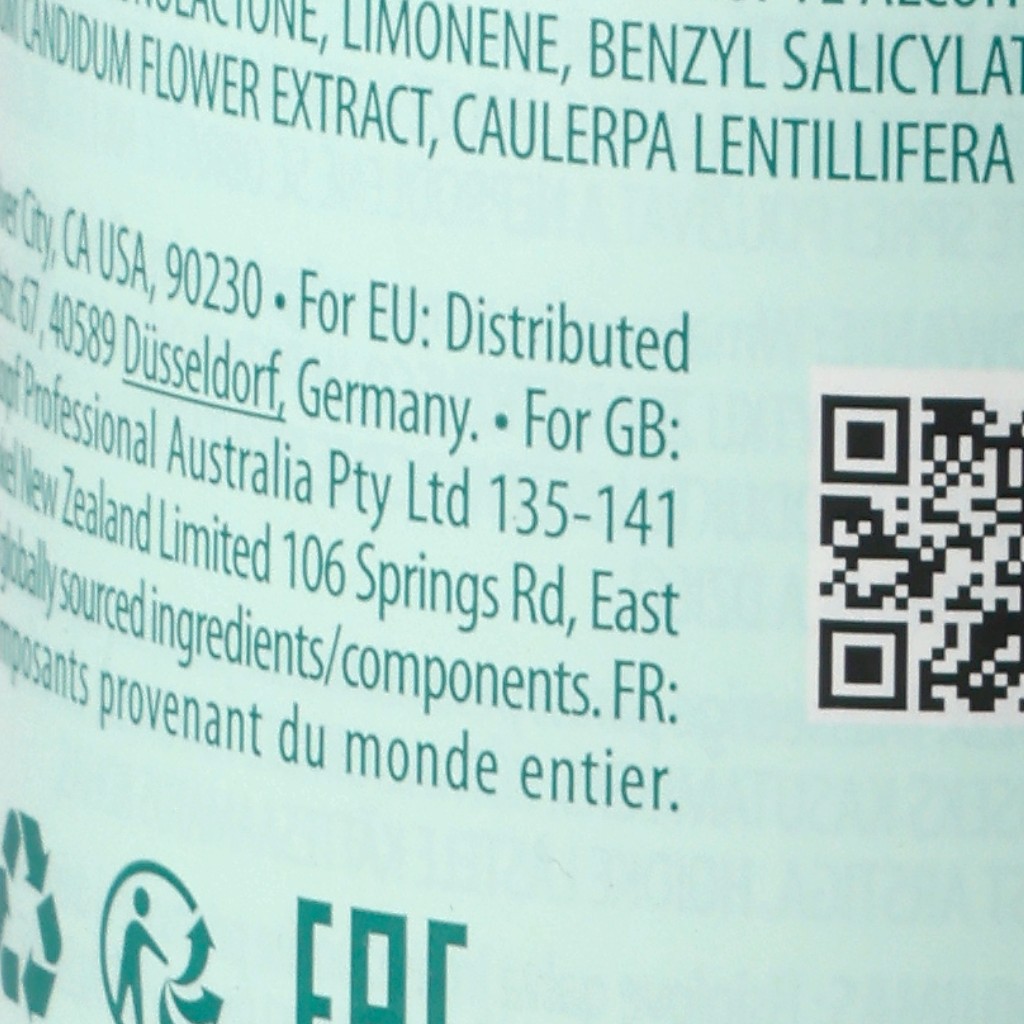 LIMONENE, BENZYL SALICYLAT
CANDIDUM FLOWER EXTRACT, CAULERPA LENTILLIFERA
City, CA USA, 90230 • For EU: Distributed
67, 40589 Düsseldorf, Germany. • For GB:
Professional Australia Pty Ltd 135-141
New Zealand Limited 106 Springs Rd, East
globally sourced ingredients/components. FR:
provenant du monde entier.
EAC